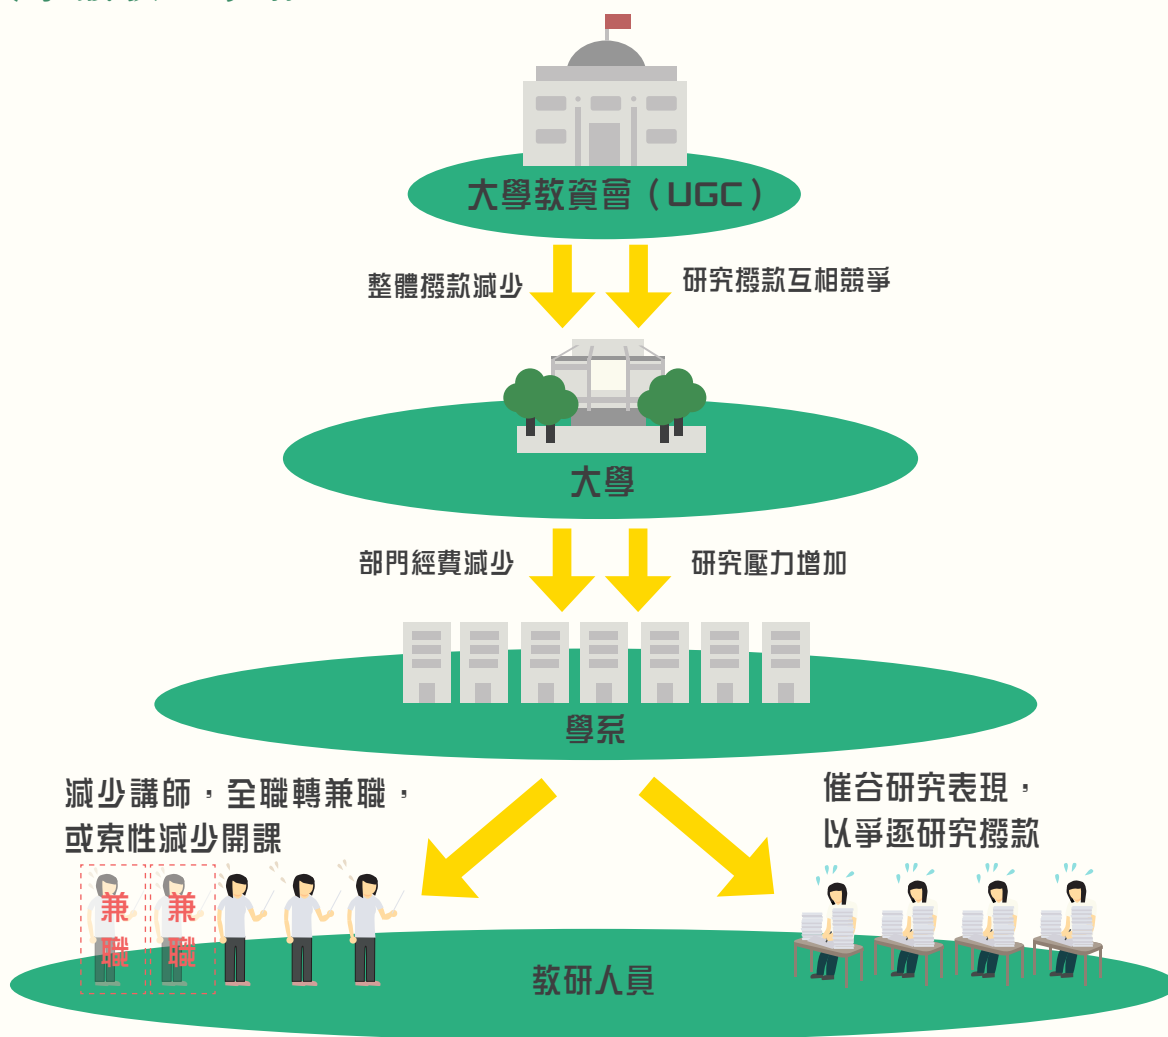 大學教資會（UGC）
整體撥款減少
研究撥款互相競爭
大學
部門經費減少
研究壓力增加
學系
減少講師，全職轉兼職，
或索性減少開課
催谷研究表現，
以爭逐研究撥款
兼職
兼職
教研人員